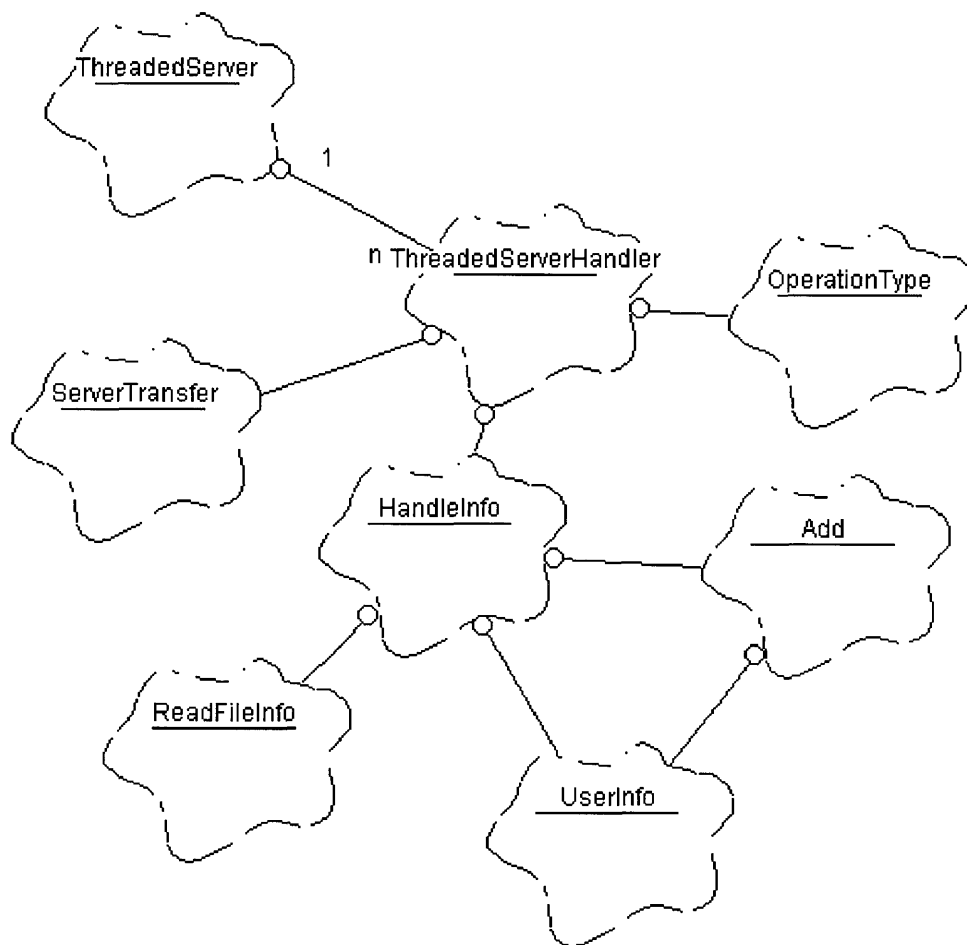 ThreadedServer
1
n ThreadedServerHandler
OperationType
ServerTransfer
HandleInfo
Add
ReadFileInfo
UserInfo